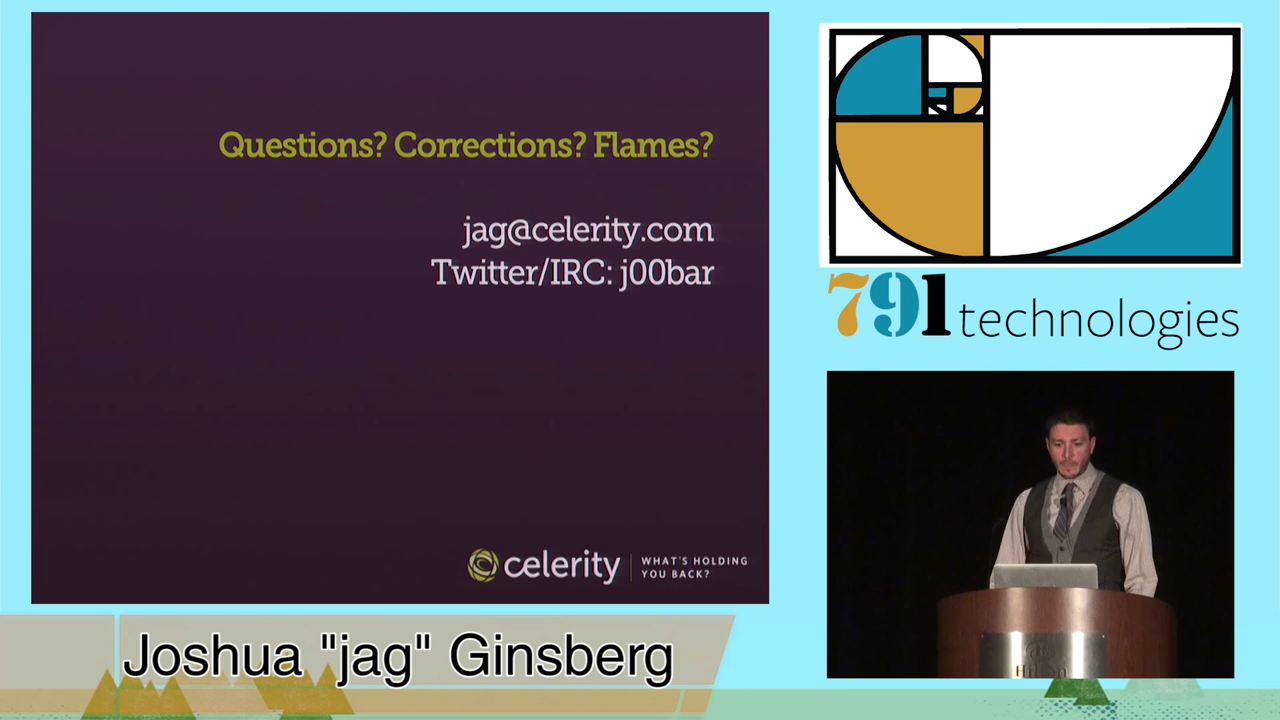 Questions? Corrections? Flames?
jag@celerity.com
Twitter/IRC: j00bar
celerity
WHAT'S HOLDING
YOU BACK?
791 technologies
Hilton
Joshua "jag" Ginsberg